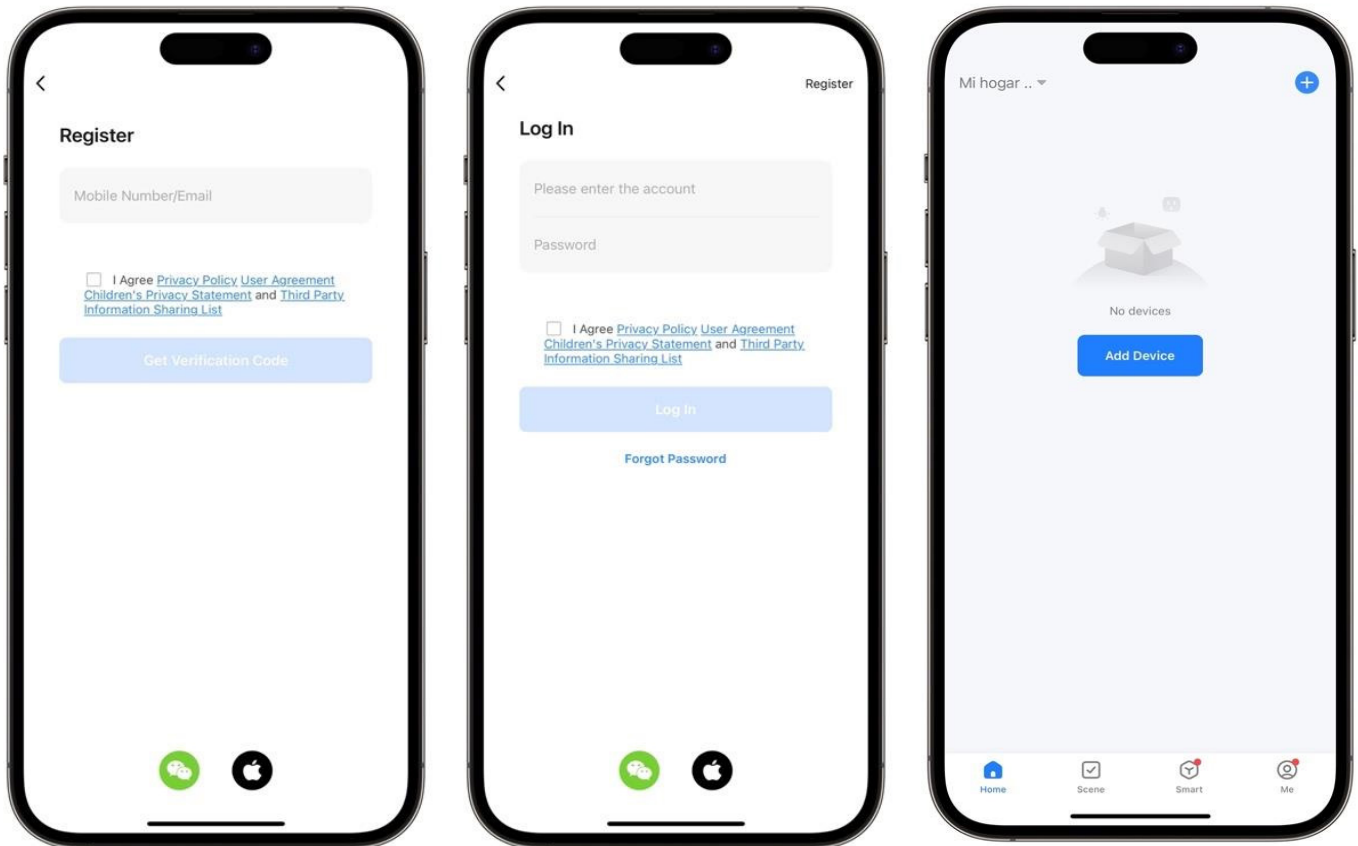 Register
Mobile Number/Email
I Agree Privacy Policy User Agreement
Children's Privacy Statement and Third Party
Information Sharing List
Get Verification Code
Register
Log In
Please enter the account
Password
I Agree Privacy Policy User Agreement
Children's Privacy Statement and Third Party
Information Sharing List
Log In
Forgot Password
Mi hogar ..
No devices
Add Device
Home
Scene
Smart
Me